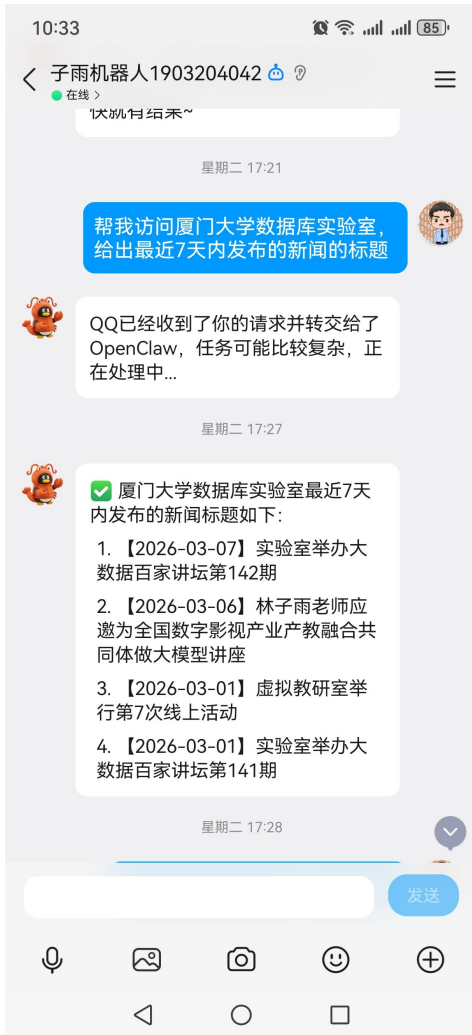 10:33
85
子雨机器人1903204042
在线 >
快就有结果~
星期二 17:21
帮我访问厦门大学数据库实验室，
给出最近7天内发布的新闻的标题
QQ已经收到了你的请求并转交给了
OpenClaw，任务可能比较复杂，正
在处理中...
星期二 17:27
✅ 厦门大学数据库实验室最近7天
内发布的新闻标题如下：
1. 【2026-03-07】实验室举办大
数据百家讲坛第142期
2. 【2026-03-06】林子雨老师应
邀为全国数字影视产业产教融合共
同体做大模型讲座
3. 【2026-03-01】虚拟教研室举
行第7次线上活动
4. 【2026-03-01】实验室举办大
数据百家讲坛第141期
星期二 17:28
发送